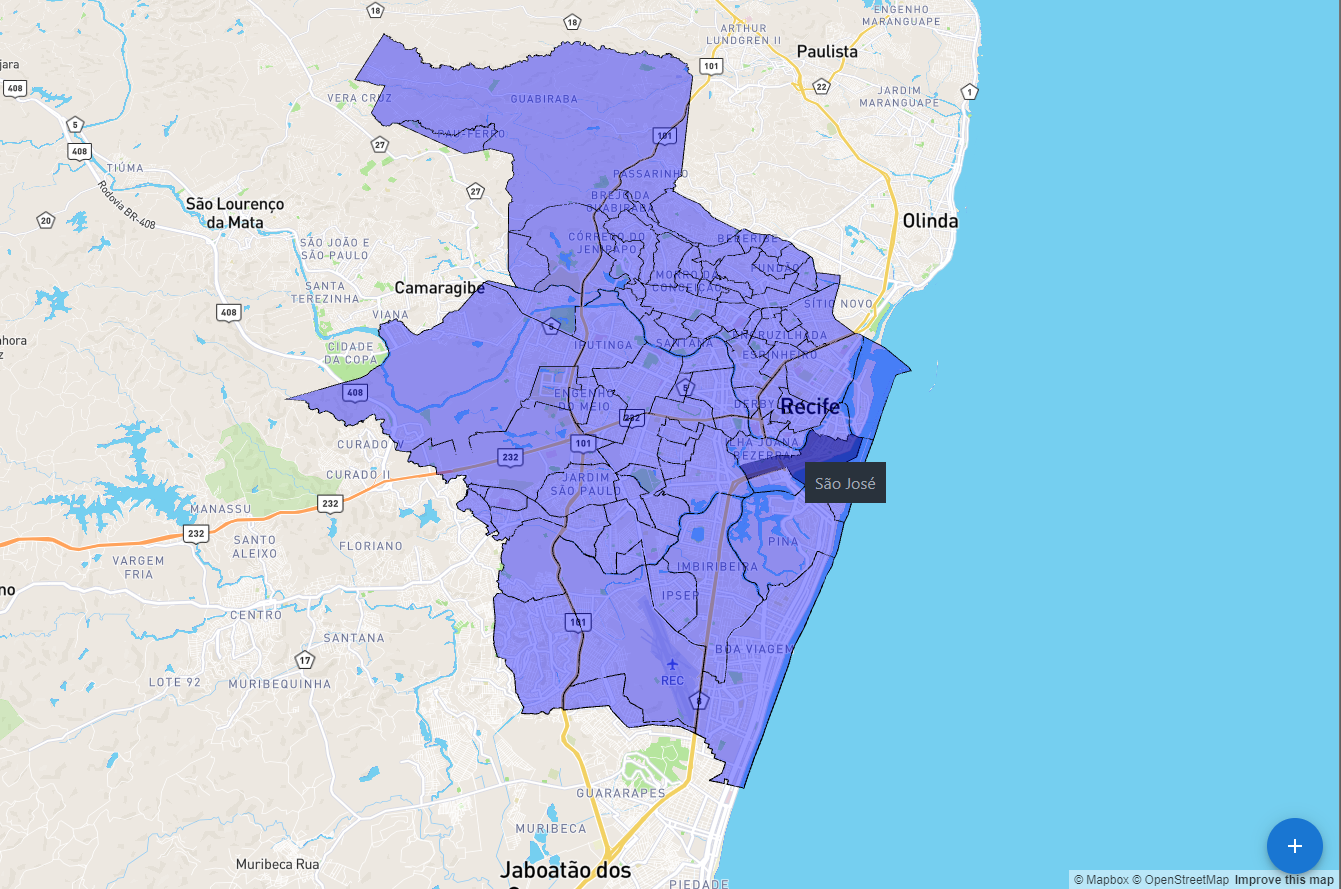 18
18
ENGENHO
MARANGUAPE
ARTHUR
LUNDGREN II
Paulista
jara
408
101
22
JARDIM
MARANGUAPE
1
VERA CRUZ
GUABIRABA
5
PAU-FERRO
101
408
27
TIÚMA
PASSARINHO
27
Rodovia BR-408
BREJO DA
GUABIRABA
São Lourenço
da Mata
20
Olinda
CÓRREGO DO
JENIPAPO
BEBERIBE
SÃO JOÃO E
SÃO PAULO
FUNDÃO
MORRO DA
CONCEIÇÃO
Camaragibe
SANTA
TEREZINHA
SÍTIO NOVO
408
VIANA
5
ENCRUZILHADA
nhora
z
CIDADE
DA COPA
IPUTINGA
SANTANA
ESPINHEIRO
408
ENGENHO
DO MEIO
5
DERBY
Recife
232
CURADO IV
101
ILHA JOANA
BEZERRA
232
CURADO II
JARDIM
SÃO PAULO
São José
232
MANASSU
232
SANTO
ALEIXO
FLORIANO
PINA
VARGEM
FRIA
IMBIRIBEIRA
no
IPSEP
CENTRO
101
SANTANA
BOA VIAGEM
17
REC
LOTE 92
MURIBEQUINHA
8
GUARARAPES
MURIBECA
+
Muribeca Rua
Jaboatão dos
PIEDADE
© Mapbox © OpenStreetMap Improve this map